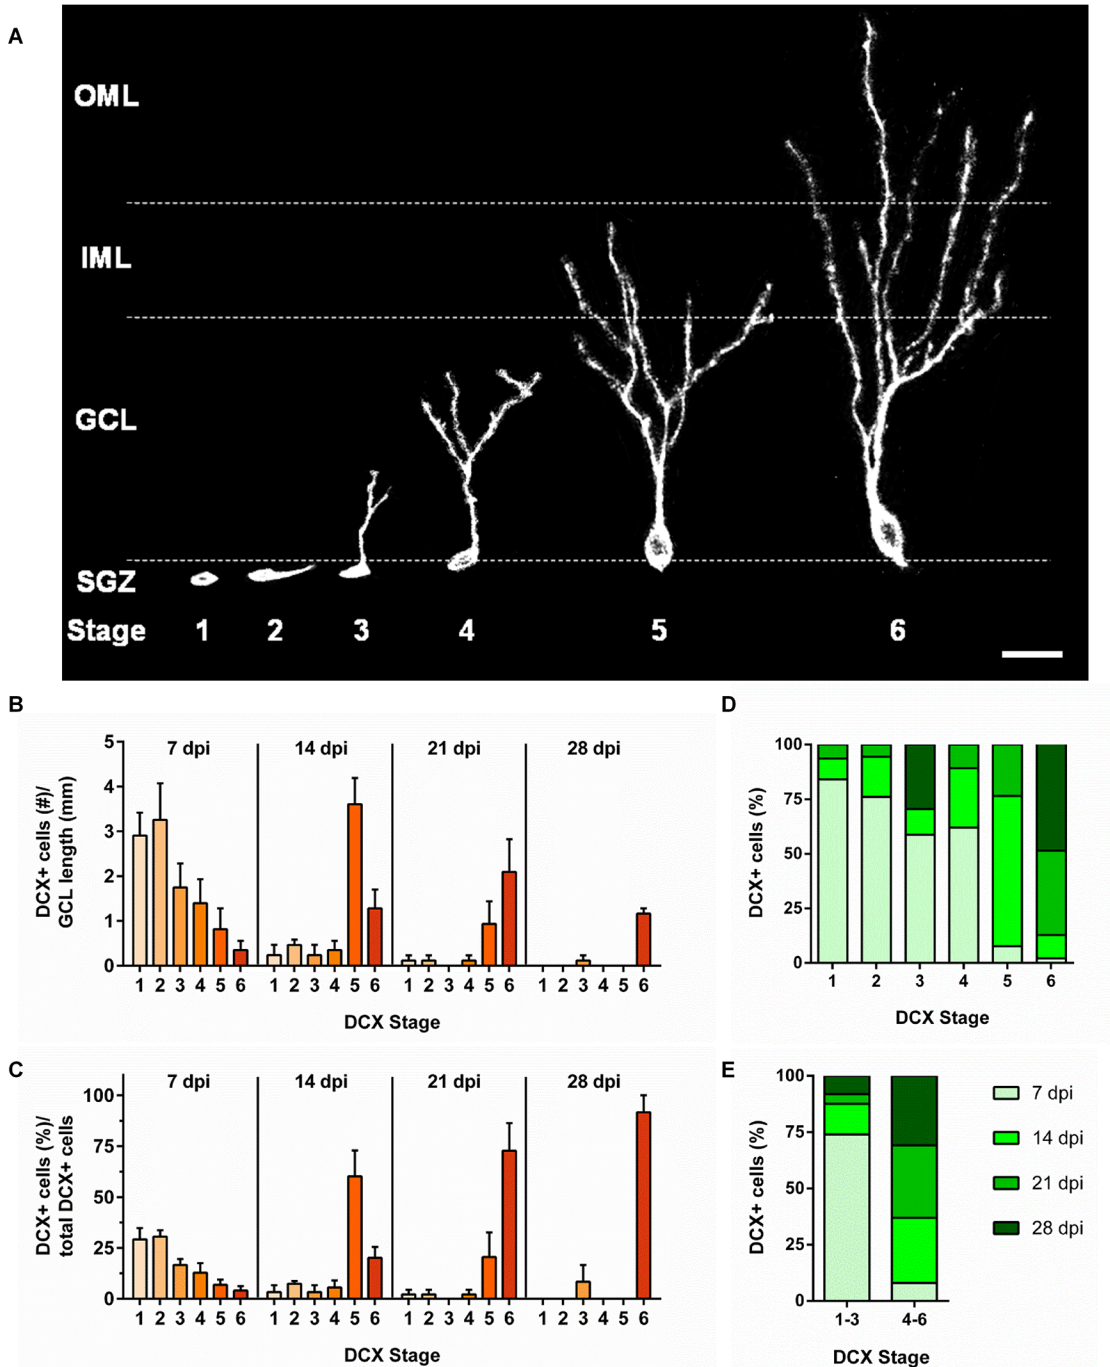 A
OML
IML
GCL
SGZ
Stage 1 2 3 4 5 6
B
DCX+ cells (#)/
GCL length (mm)
5
4
3
2
1
0
7 dpi 14 dpi 21 dpi 28 dpi
1 2 3 4 5 6 1 2 3 4 5 6 1 2 3 4 5 6 1 2 3 4 5 6
DCX Stage
D
DCX+ cells (%)
100
75
50
25
0
1 2 3 4 5 6
DCX Stage
C
DCX+ cells (%)/
total DCX+ cells
100
75
50
25
0
7 dpi 14 dpi 21 dpi 28 dpi
1 2 3 4 5 6 1 2 3 4 5 6 1 2 3 4 5 6 1 2 3 4 5 6
DCX Stage
E
DCX+ cells (%)
100
75
50
25
0
1-3 4-6
DCX Stage
7 dpi
14 dpi
21 dpi
28 dpi